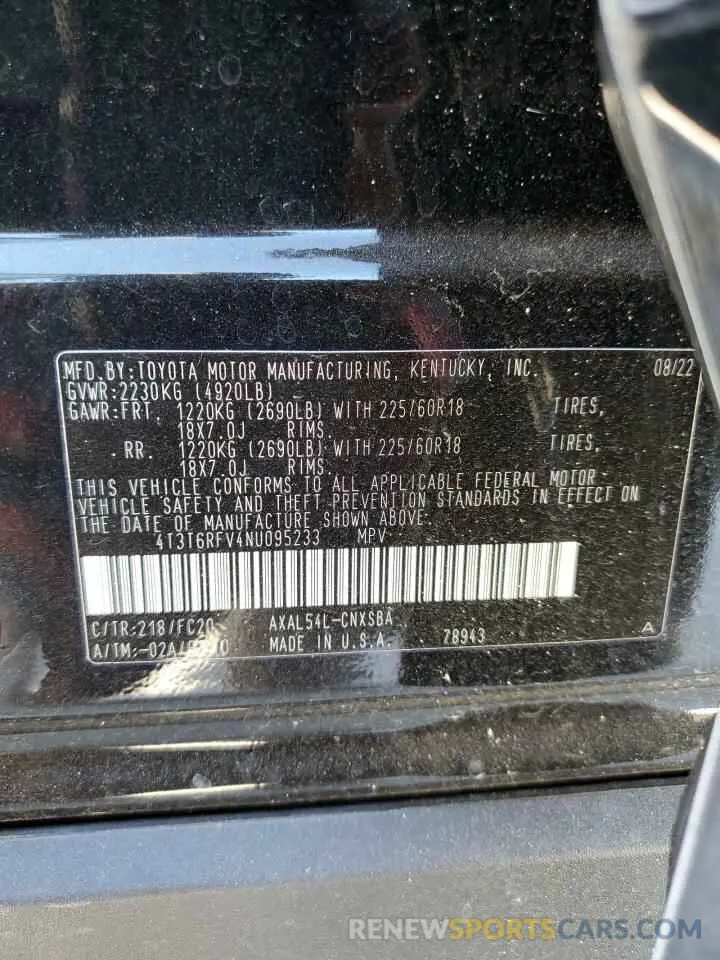 MFD. BY: TOYOTA MOTOR MANUFACTURING, KENTUCKY, INC. 08/22
GVWR: 2230KG (4920LB)
GAWR: FRT. 1220KG (2690LB) WITH 225/60R18 TIRES,
18X7.0J RIMS.
RR. 1220KG (2690LB) WITH 225/60R18 TIRES,
18X7.0J RIMS.
THIS VEHICLE CONFORMS TO ALL APPLICABLE FEDERAL MOTOR
VEHICLE SAFETY AND THEFT PREVENTION STANDARDS IN EFFECT ON
THE DATE OF MANUFACTURE SHOWN ABOVE.
4T3T6RFV4NU095233 MPV
C/TR: 218/FC20 AXAL54L-CNXSBA
A/TM: MADE IN U.S.A. 78943 A
RENEWSPORTSCARS.COM